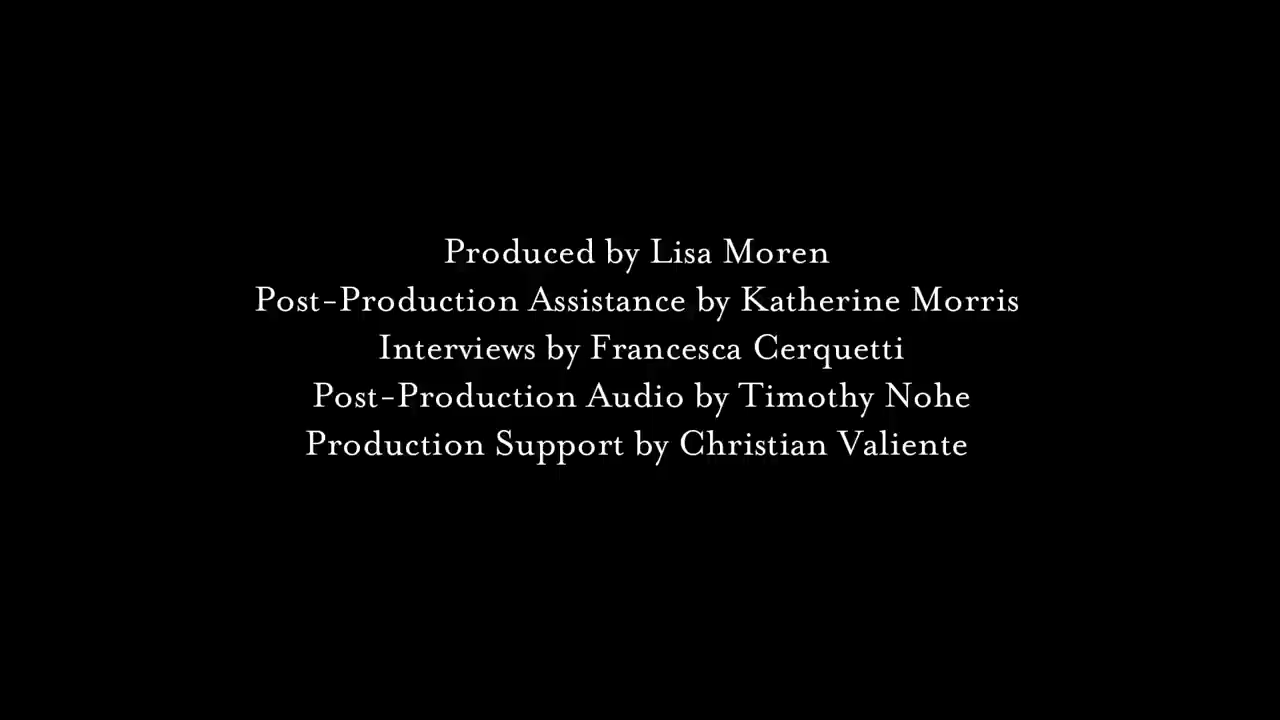 Produced by Lisa Moren
Post-Production Assistance by Katherine Morris
Interviews by Francesca Cerquetti
Post-Production Audio by Timothy Nohe
Production Support by Christian Valiente